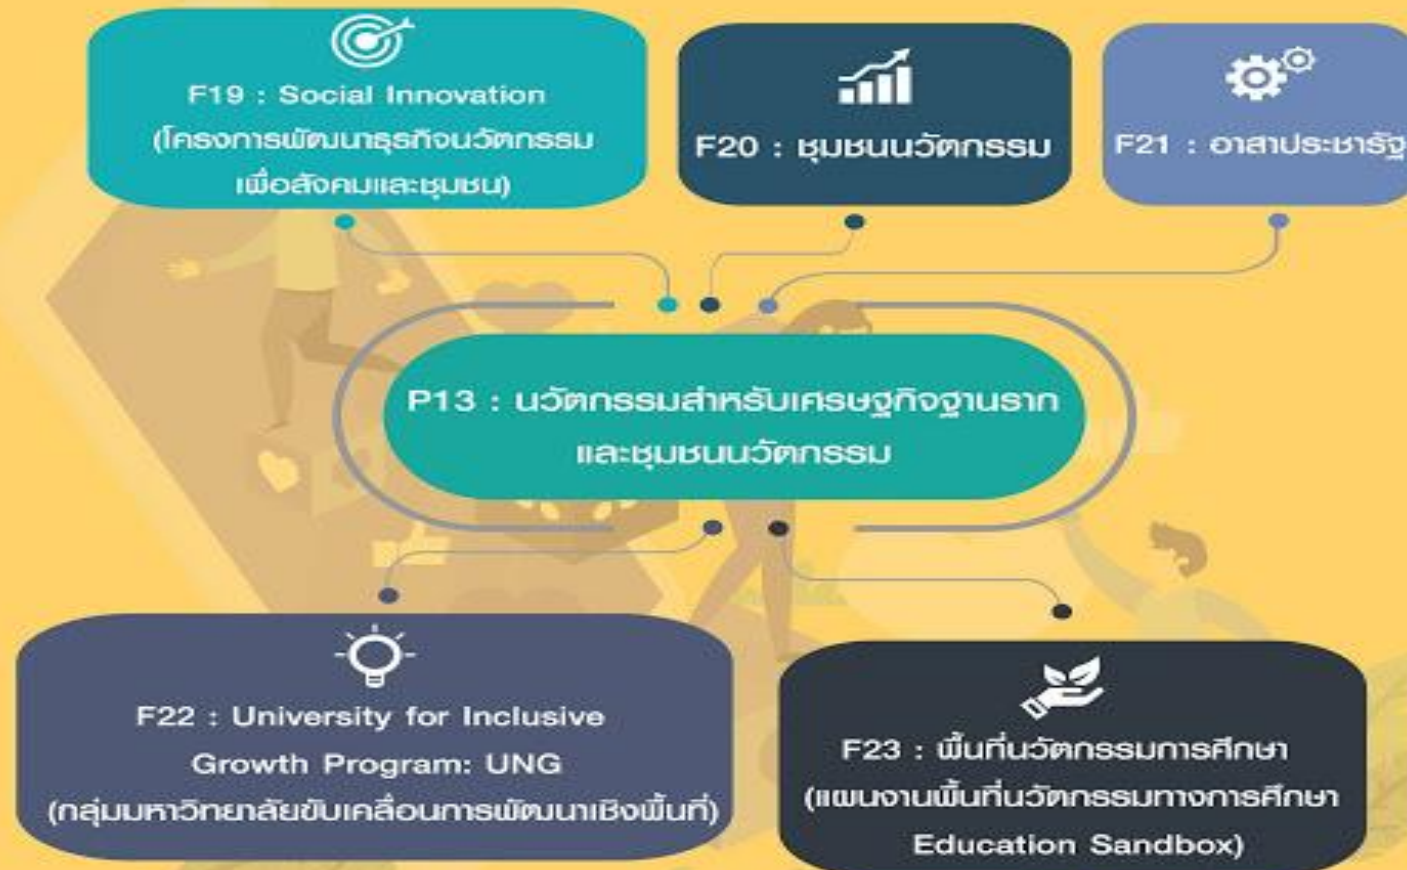 F19 : Social Innovation
(โครงการพัฒนาธุรกิจนวัตกรรม
เพื่อสังคมและชุมชน)
F20 : ชุมชนนวัตกรรม
F21 : อาสาประชารัฐ
P13 : นวัตกรรมสำหรับเศรษฐกิจฐานราก
และชุมชนนวัตกรรม
F22 : University for Inclusive
Growth Program: UNG
(กลุ่มมหาวิทยาลัยขับเคลื่อนการพัฒนาเชิงพื้นที่)
F23 : พื้นที่นวัตกรรมการศึกษา
(แผนงานพื้นที่นวัตกรรมทางการศึกษา
Education Sandbox)